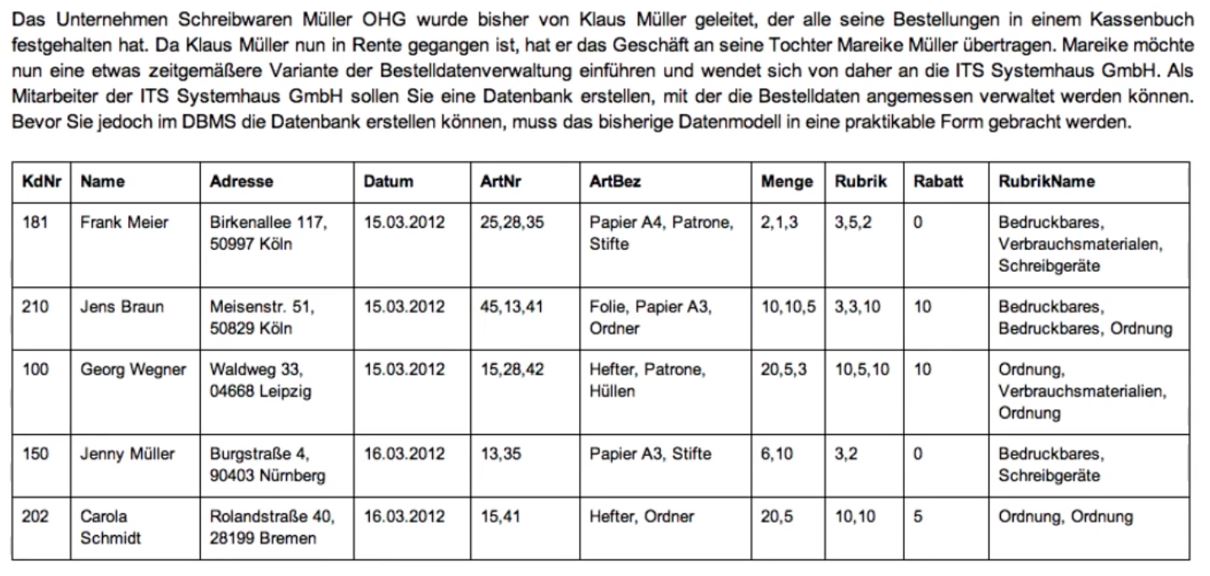 Das Unternehmen Schreibwaren Müller OHG wurde bisher von Klaus Müller geleitet, der alle seine Bestellungen in einem Kassenbuch
festgehalten hat. Da Klaus Müller nun in Rente gegangen ist, hat er das Geschäft an seine Tochter Mareike Müller übertragen. Mareike möchte
nun eine etwas zeitgemäßere Variante der Bestelldatenverwaltung einführen und wendet sich von daher an die ITS Systemhaus GmbH. Als
Mitarbeiter der ITS Systemhaus GmbH sollen Sie eine Datenbank erstellen, mit der die Bestelldaten angemessen verwaltet werden können.
Bevor Sie jedoch im DBMS die Datenbank erstellen können, muss das bisherige Datenmodell in eine praktikable Form gebracht werden.
KdNr Name Adresse Datum ArtNr ArtBez Menge Rubrik Rabatt RubrikName
181 Frank Meier Birkenallee 117, 15.03.2012 25,28,35 Papier A4, Patrone, 2,1,3 3,5,2 0 Bedruckbares,
50997 Köln Stifte Verbrauchsmaterialen,
Schreibgeräte
210 Jens Braun Meisenstr. 51, 15.03.2012 45,13,41 Folie, Papier A3, 10,10,5 3,3,10 10 Bedruckbares,
50829 Köln Ordner Bedruckbares, Ordnung
100 Georg Wegner Waldweg 33, 15.03.2012 15,28,42 Hefter, Patrone, 20,5,3 10,5,10 10 Ordnung,
04668 Leipzig Hüllen Verbrauchsmaterialien,
Ordnung
150 Jenny Müller Burgstraße 4, 16.03.2012 13,35 Papier A3, Stifte 6,10 3,2 0 Bedruckbares,
90403 Nürnberg Schreibgeräte
202 Carola Rolandstraße 40, 16.03.2012 15,41 Hefter, Ordner 20,5 10,10 5 Ordnung, Ordnung
Schmidt 28199 Bremen